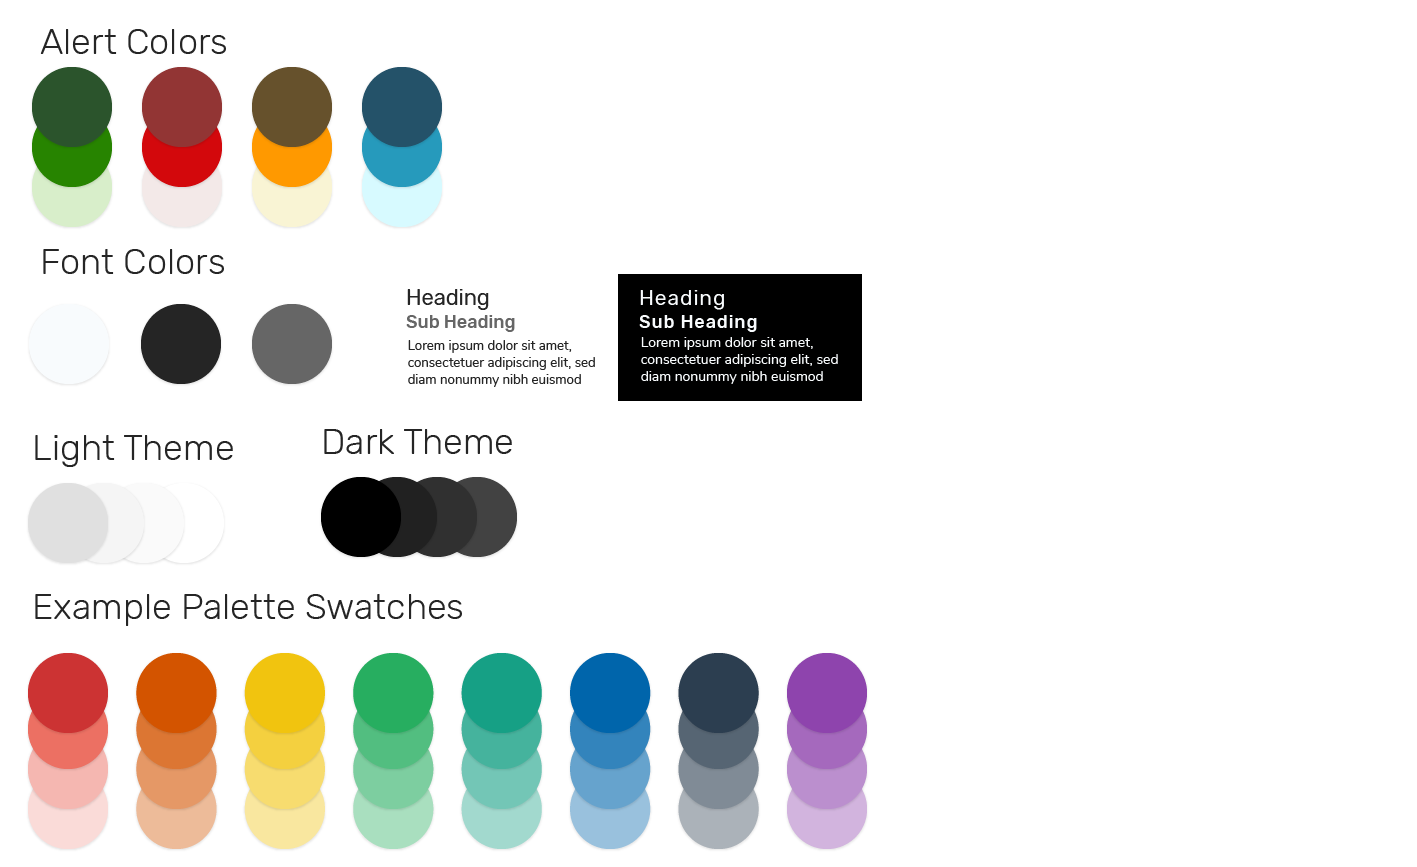 Alert Colors
Font Colors
Heading
Sub Heading
Lorem ipsum dolor sit amet,
consectetuer adipiscing elit, sed
diam nonummy nibh euismod
Heading
Sub Heading
Lorem ipsum dolor sit amet,
consectetuer adipiscing elit, sed
diam nonummy nibh euismod
Light Theme
Dark Theme
Example Palette Swatches